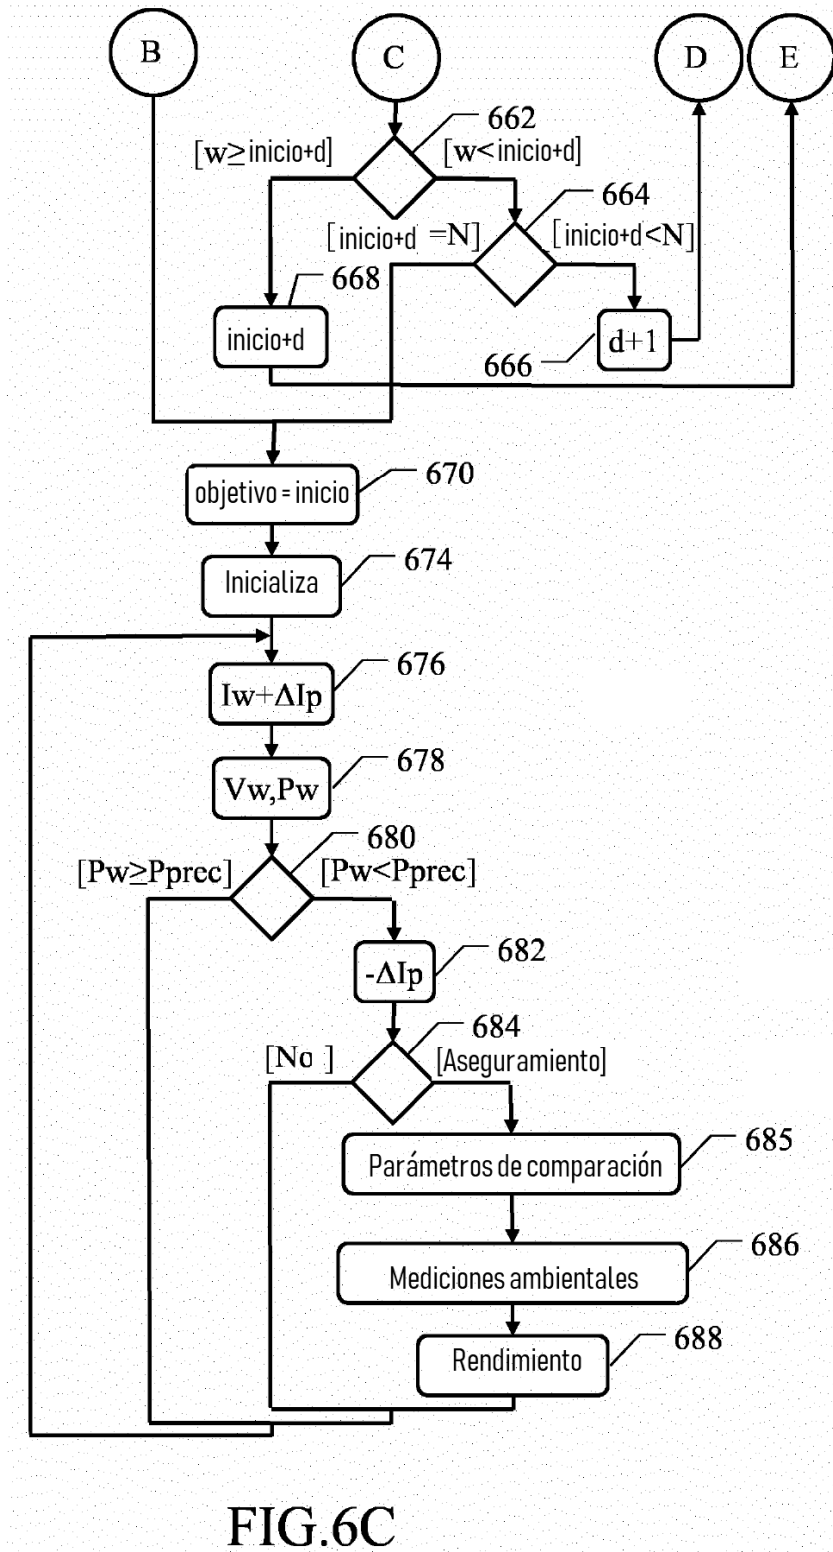 B
C
D
E
662
[w≥inicio+d]
[w<inicio+d]
664
[inicio+d =N]
[inicio+d<N]
668
inicio+d
d+1
666
670
objetivo = inicio
674
Inicializa
676
Iw+ΔIp
678
Vw,Pw
680
[Pw≥Pprec]
[Pw<Pprec]
682
-ΔIp
684
[No ]
[Aseguramiento]
685
Parámetros de comparación
686
Mediciones ambientales
688
Rendimiento
FIG.6C